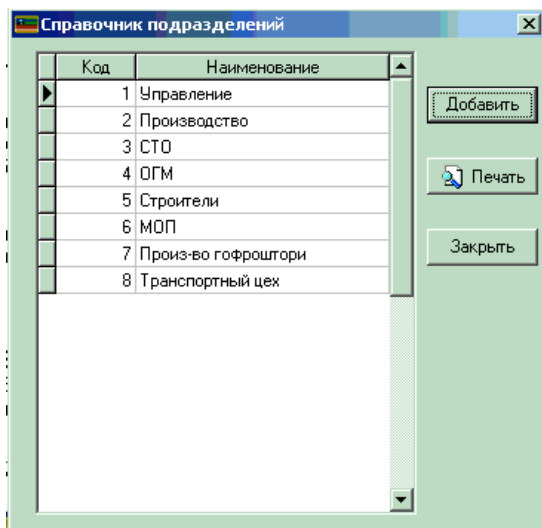 Справочник подразделений
Код Наименование
1 Управление
2 Производство
3 СТО
4 ОГМ
5 Строители
6 МОП
7 Произ-во гофроштори
8 Транспортный цех
Добавить
Печать
Закрыть